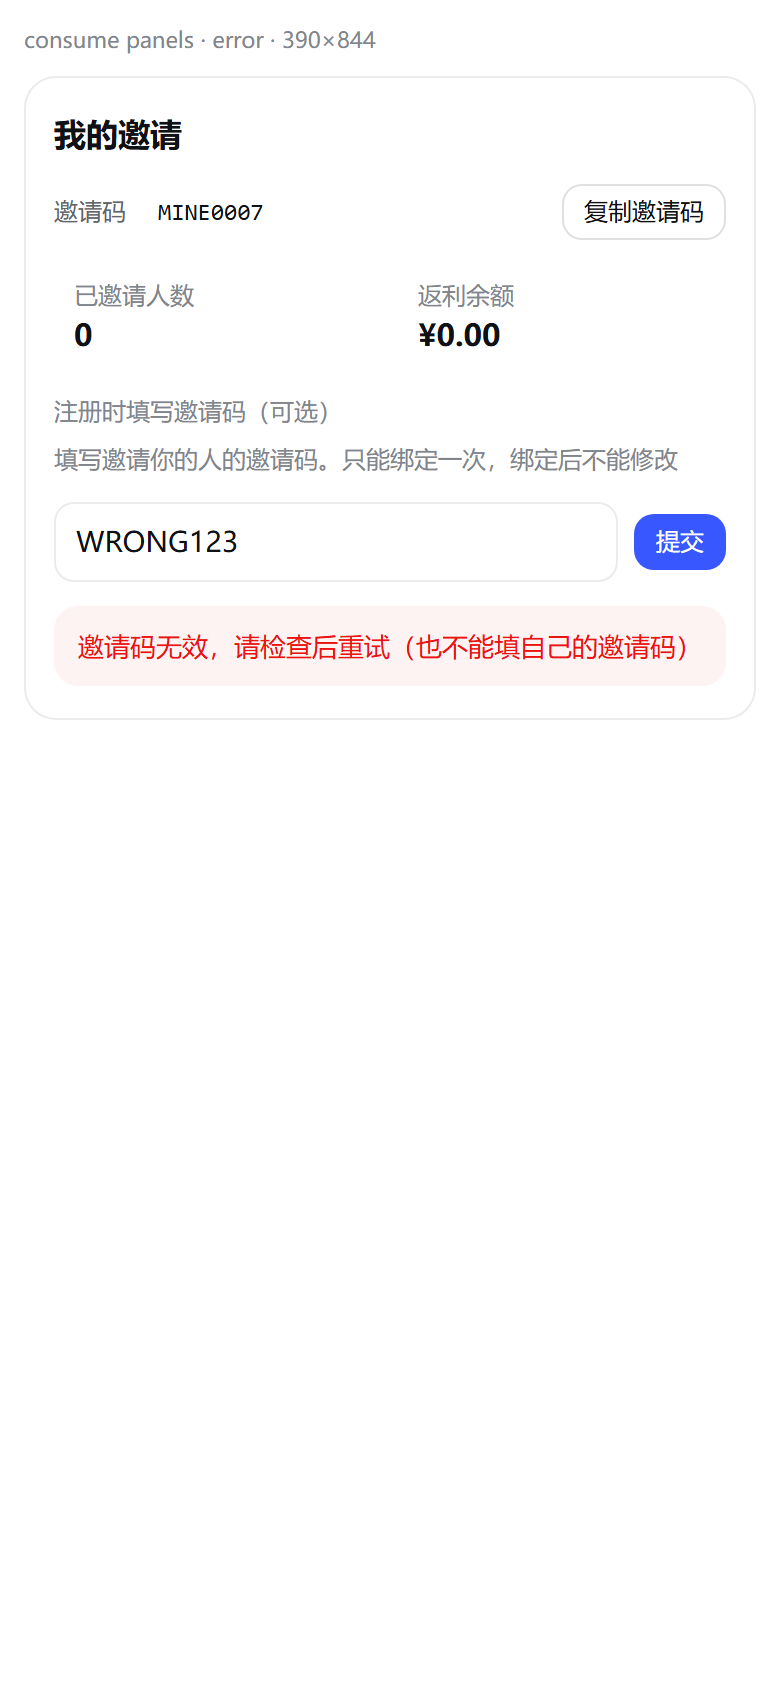 consume panels · error · 390×844
我的邀请
邀请码 MINE0007 复制邀请码
已邀请人数 返利余额
0 ¥0.00
注册时填写邀请码（可选）
填写邀请你的人的邀请码。只能绑定一次，绑定后不能修改
WRONG123 提交
邀请码无效，请检查后重试（也不能填自己的邀请码）